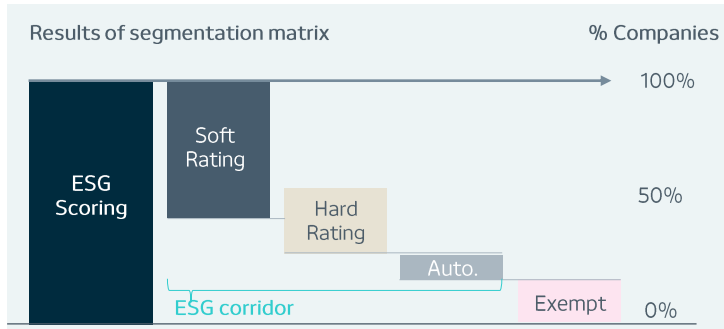 Results of segmentation matrix
% Companies
100%
Soft
Rating
ESG
Scoring
50%
Hard
Rating
Auto.
ESG corridor
Exempt
0%